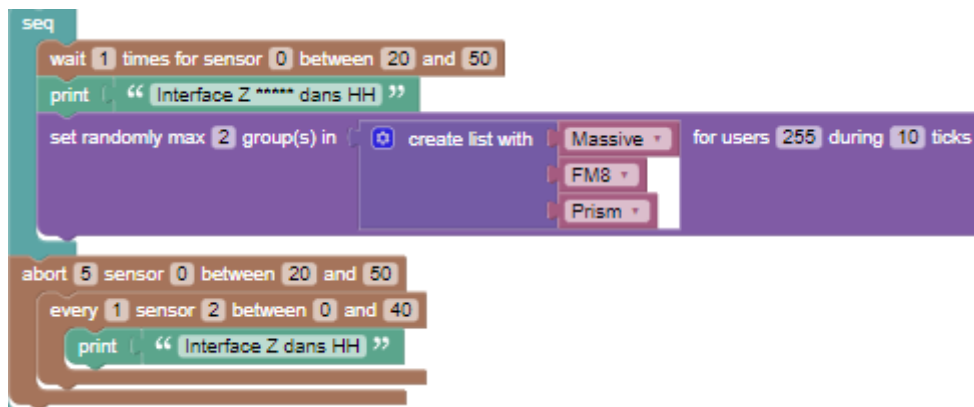 seq
wait 1 times for sensor 0 between 20 and 50
print “ Interface Z ***** dans HH ”
set randomly max 2 group(s) in create list with Massive for users 255 during 10 ticks
FM8
Prism
abort 5 sensor 0 between 20 and 50
every 1 sensor 2 between 0 and 40
print “ Interface Z dans HH ”